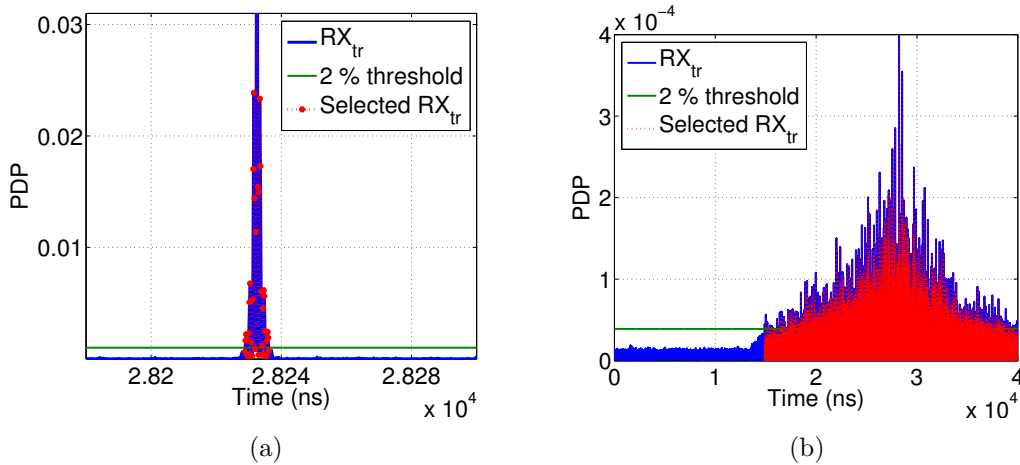 0.03
0.02
0.01
PDP
RX_tr
2 % threshold
Selected RX_tr
2.82
2.824
2.828
Time (ns)
x 10^4
(a)
x 10^-4
4
3
2
1
0
PDP
RX_tr
2 % threshold
Selected RX_tr
0
1
2
3
4
Time (ns)
x 10^4
(b)